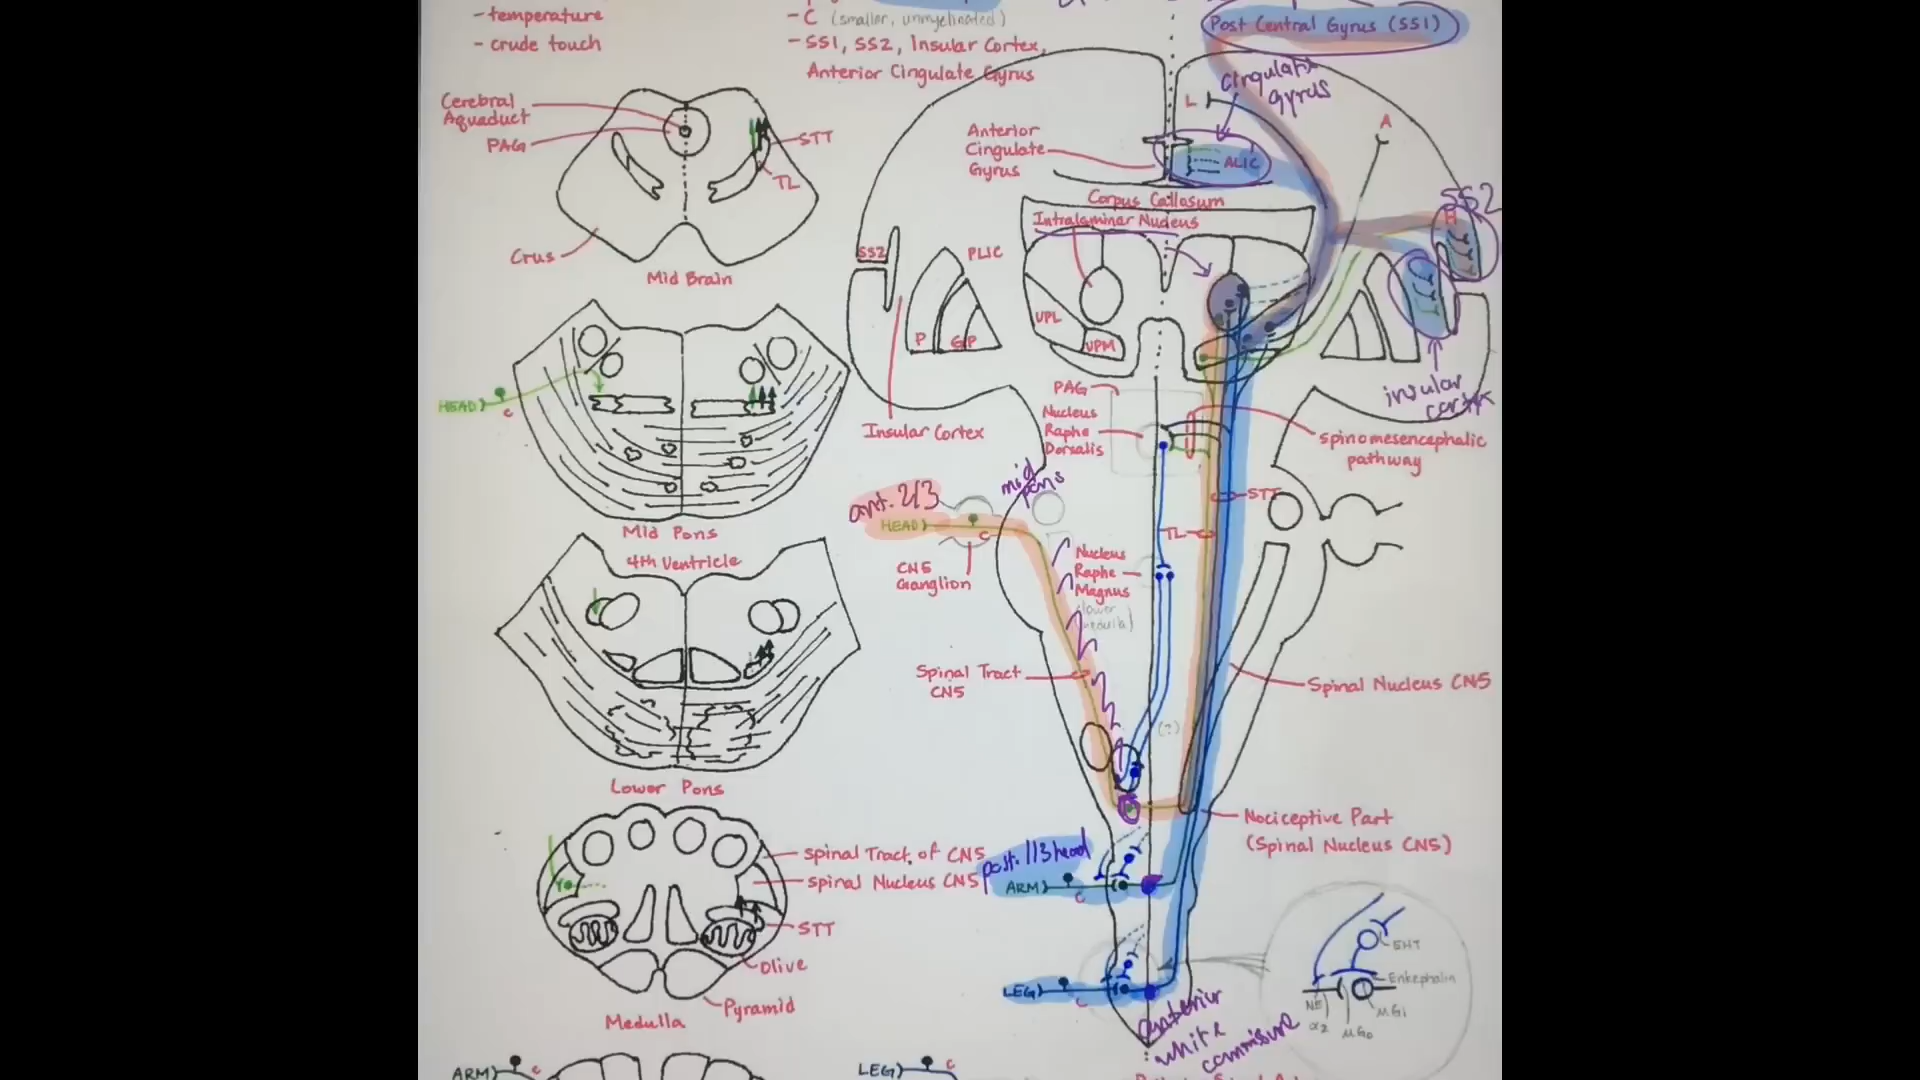 -temperature
- crude touch
-C (smaller, unmyelinated)
-SS1, SS2, Insular Cortex,
Anterior Cingulate Gyrus
Post Central Gyrus (SS1)
cingulate
gyrus
L
A
Cerebral
Aquaduct
PAG
STT
TL
Crus
Mid Brain
Anterior
Cingulate
Gyrus
ALIC
Corpus Callosum
Intralaminar Nucleus
SS2
H
SS2
PLIC
P
GP
VPL
VPM
Insular Cortex
insular
cortex
HEAD
C
Mid Pons
PAG
Nucleus
Raphe
Dorsalis
spinomesencephalic
pathway
STT
TL
mid
pons
ant. 2/3
HEAD
C
CN5
Ganglion
Nucleus
Raphe
Magnus
(lower
medulla)
4th Ventricle
Lower Pons
Spinal Tract
CN5
Spinal Nucleus CN5
(?)
Nociceptive Part
(Spinal Nucleus CN5)
spinal Tract of CN5
spinal Nucleus CN5
STT
Olive
Pyramid
Medulla
post. 1/3 head
ARM
C
LEG
C
anterior
white
commisure
5HT
Enkephalin
NE
α2
MG1
MG0
ARM
C
LEG
C